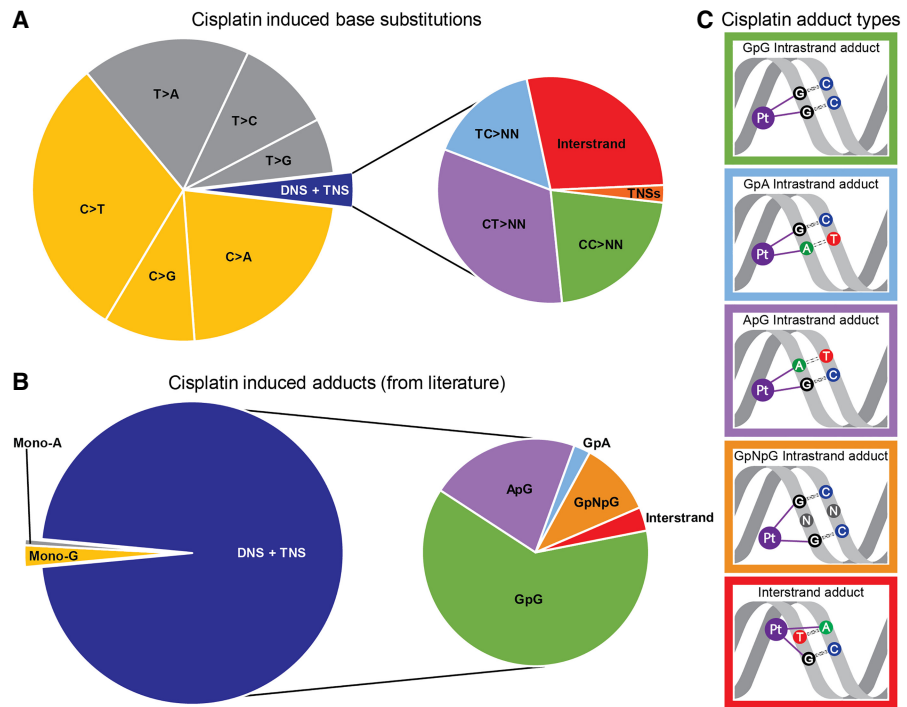 A
Cisplatin induced base substitutions
T>A
T>C
T>G
DNS + TNS
C>T
C>G
C>A
TC>NN
Interstrand
TNSs
CT>NN
CC>NN
B
Cisplatin induced adducts (from literature)
Mono-A
Mono-G
DNS + TNS
GpA
ApG
GpNpG
Interstrand
GpG
C
Cisplatin adduct types
GpG Intrastrand adduct
C
G
C
G
Pt
GpA Intrastrand adduct
C
G
T
A
Pt
ApG Intrastrand adduct
T
A
C
G
Pt
GpNpG Intrastrand adduct
C
G
N
N
C
G
Pt
Interstrand adduct
Pt
A
T
C
G